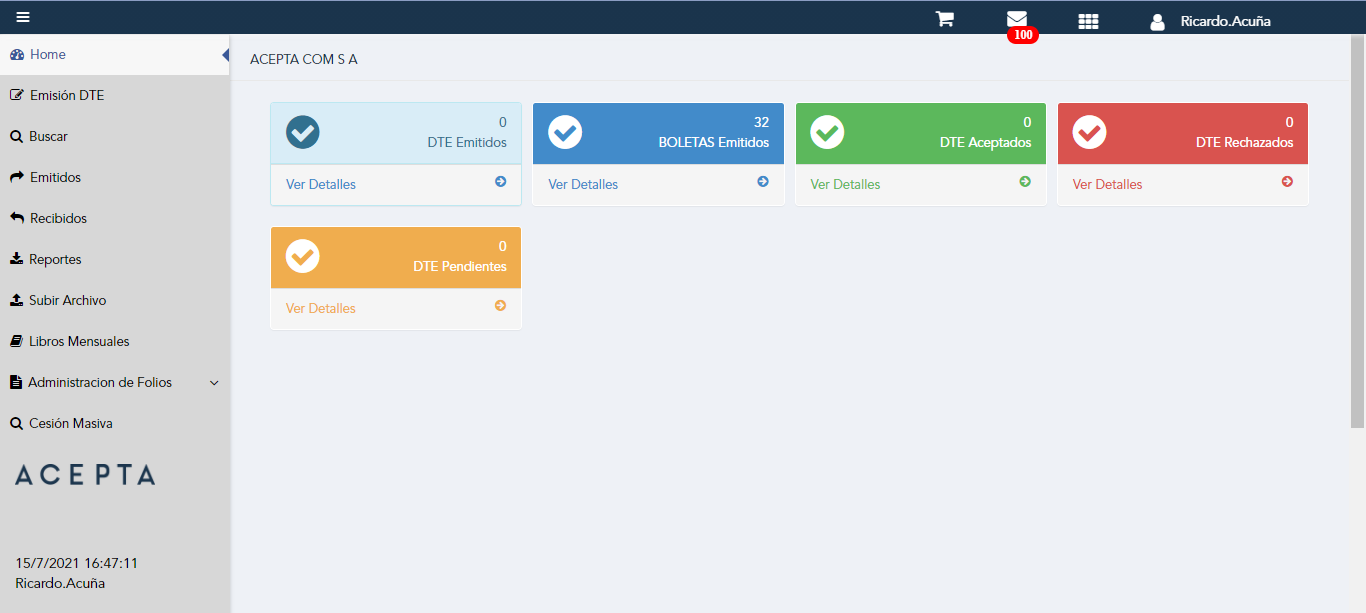 100
Ricardo.Acuña
Home
ACEPTA COM S A
Emisión DTE
Buscar
Emitidos
Recibidos
Reportes
Subir Archivo
Libros Mensuales
Administracion de Folios
Cesión Masiva
ACEPTA
15/7/2021 16:47:11
Ricardo.Acuña
0
DTE Emitidos
Ver Detalles
32
BOLETAS Emitidos
Ver Detalles
0
DTE Aceptados
Ver Detalles
0
DTE Rechazados
Ver Detalles
0
DTE Pendientes
Ver Detalles